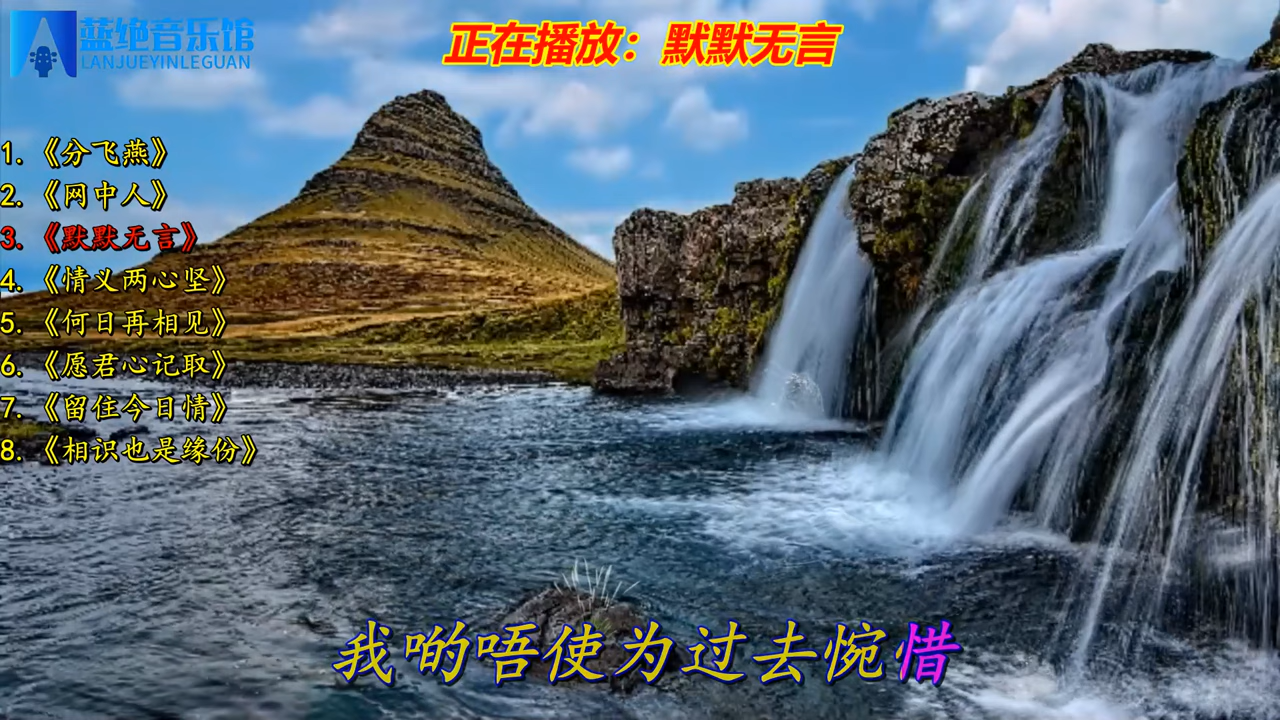 蓝绝音乐馆
LANJUEYINLEGUAN
正在播放：默默无言
1.《分飞燕》
2.《网中人》
3.《默默无言》
4.《情义两心坚》
5.《何日再相见》
6.《愿君心记取》
7.《留住今日情》
8.《相识也是缘份》
我啲唔使为过去惋惜